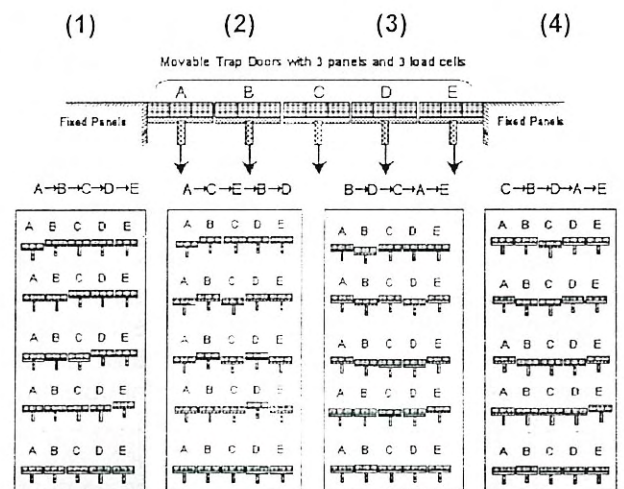 (1) (2) (3) (4)
Movable Trap Doors with 3 panels and 3 load cells
A B C D E
Fixed Panels Fixed Panels
A→B→C→D→E A→C→E→B→D B→D→C→A→E C→B→D→A→E
A B C D E A B C D E A B C D E A B C D E
A B C D E A B C D E A B C D E A B C D E
A B C D E A B C D E A B C D E A B C D E
A B C D E A B C D E A B C D E A B C D E
A B C D E A B C D E A B C D E A B C D E